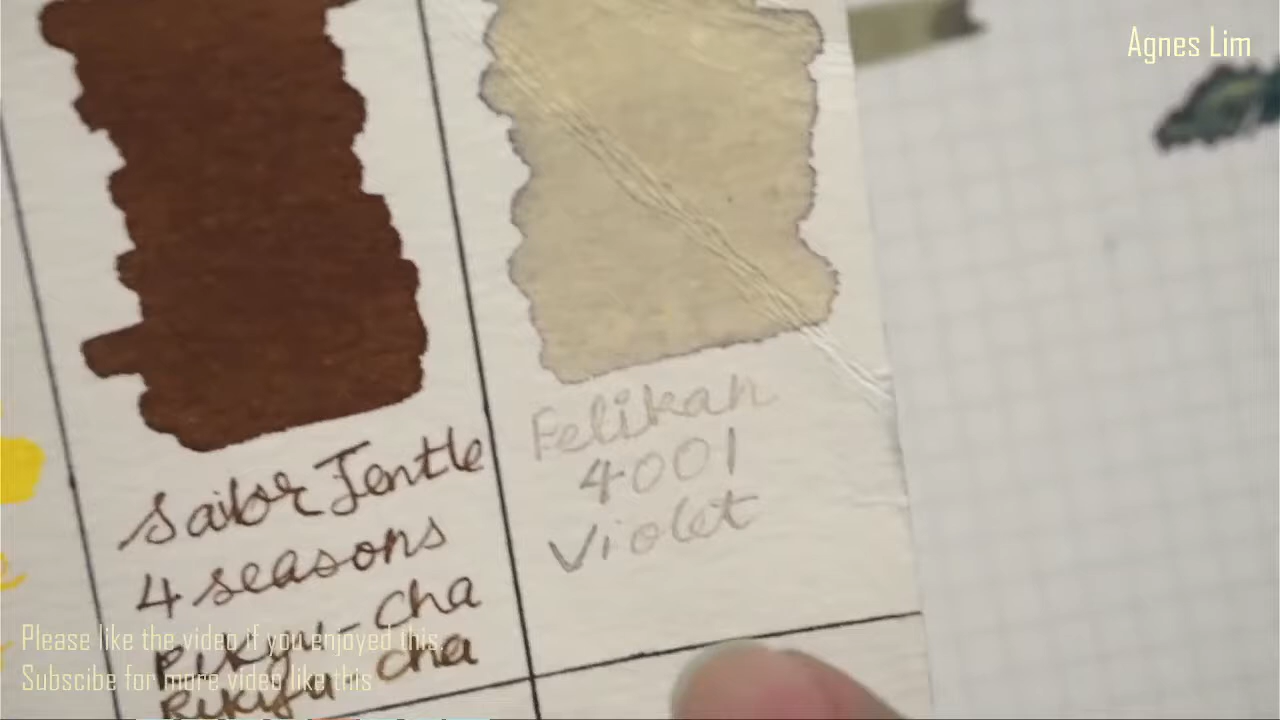 Agnes Lim
Sailor Jentle
4 seasons
Rikyu-Cha
Rikyu cha
Pelikan
4001
Violet
Please like the video if you enjoyed this.
Subscibe for more video like this